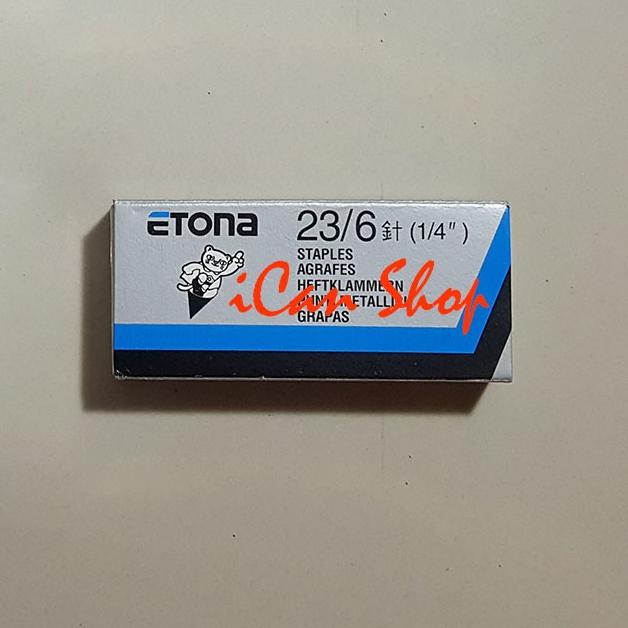 ETONA
23/6 針 (1/4")
STAPLES
AGRAFES
HEFTKLAMMERN
GRAPAS
iCan Shop